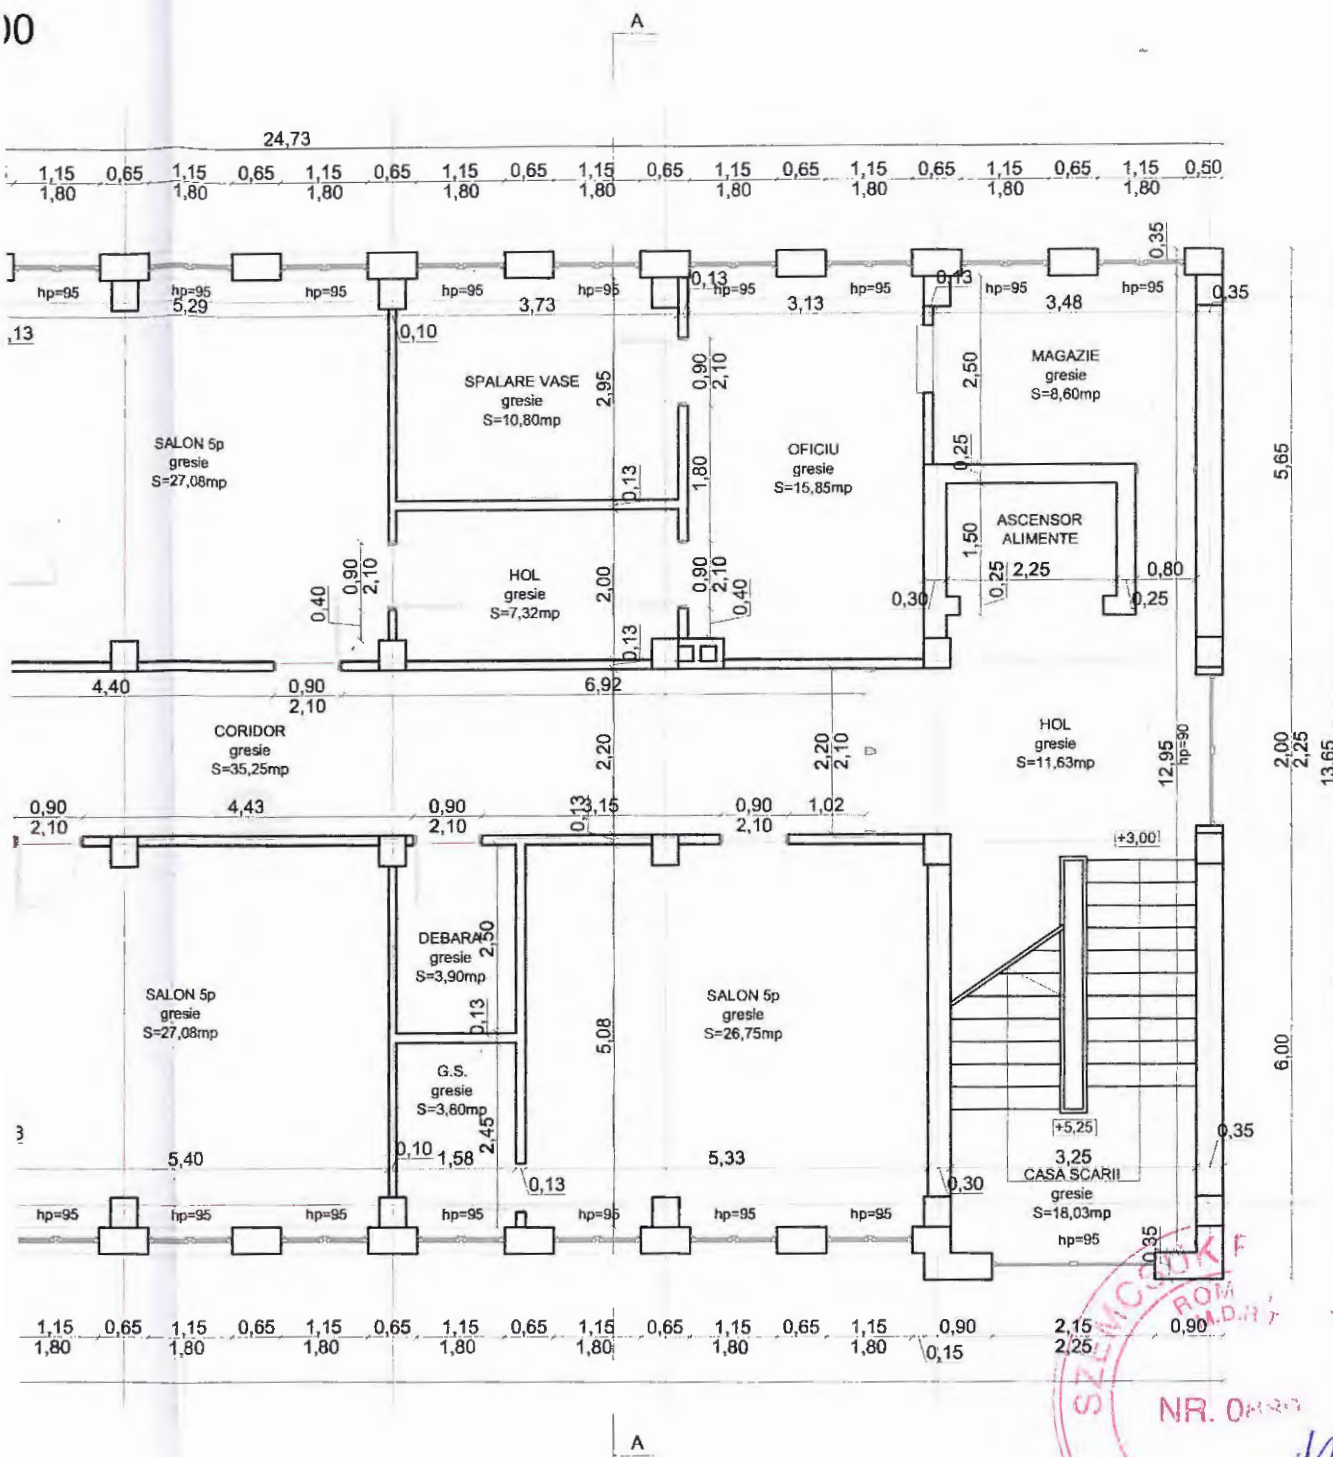 00
A
24,73
1,15 0,65 1,15 0,65 1,15 0,65 1,15 0,65 1,15 0,65 1,15 0,65 1,15 0,65 1,15 0,65 1,15 0,50
1,80 1,80 1,80 1,80 1,80 1,80 1,80 1,80 1,80
0,35
hp=95 hp=95 hp=95 hp=95 hp=95 hp=95 hp=95 hp=95 hp=95
0,13 0,13 0,35
5,29 3,73 3,13 3,48
,13
0,10
SPALARE VASE
gresie
S=10,80mp
2,95
0,90
2,10
2,50
MAGAZIE
gresie
S=8,60mp
SALON 5p
gresie
S=27,08mp
0,13
1,80
OFICIU
gresie
S=15,85mp
0,25
5,65
ASCENSOR
ALIMENTE
1,50
0,25
2,25
0,80
0,30
0,25
0,40
0,90
2,10
HOL
gresie
S=7,32mp
2,00
0,90
2,10
0,40
0,13
4,40 0,90 6,92
2,10
CORIDOR
gresie
S=35,25mp
2,20
2,20
2,10
HOL
gresie
S=11,63mp
12,95
hp=90
2,00
2,25
13,65
0,90 4,43 0,90 0,13 3,15 0,90 1,02
2,10 2,10 2,10
+3,00
DEBARA
gresie
S=3,90mp
2,50
0,13
SALON 5p
gresie
S=27,08mp
5,08
SALON 5p
gresie
S=26,75mp
6,00
G.S.
gresie
S=3,80mp
2,45
+5,25
0,35
5,40 0,10 1,58 5,33 3,25
0,13
0,30
CASA SCARII
gresie
S=18,03mp
hp=95
hp=95 hp=95 hp=95 hp=95 hp=95 hp=95 hp=95
0,35
1,15 0,65 1,15 0,65 1,15 0,65 1,15 0,65 1,15 0,65 1,15 0,65 1,15 0,90 2,15 0,90
1,80 1,80 1,80 1,80 1,80 1,80 1,80 0,15 2,25
SZEMCSUK F
ROM
M.D.R.T
NR.
A